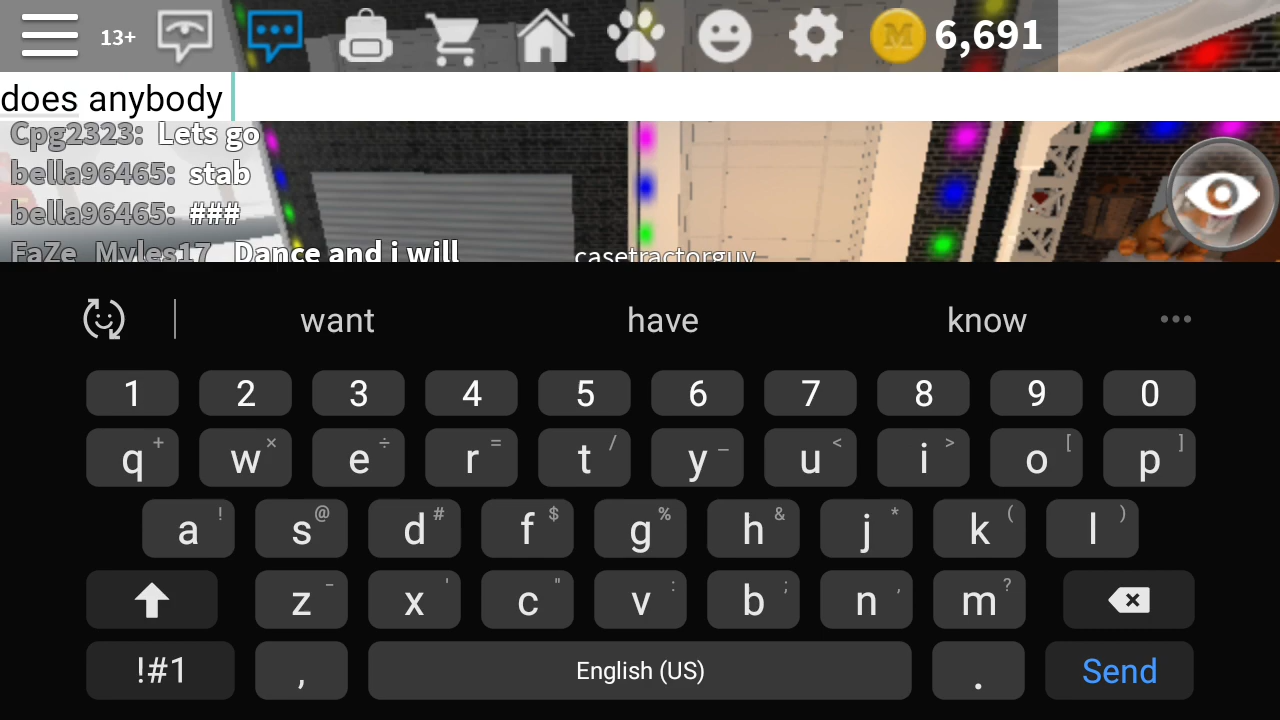 13+
6,691
does anybody
Cpg2323: Lets go
bella96465: stab
bella96465: ###
FaZe_Myles17 Dance and i will
casetractorguy
want have know
1 2 3 4 5 6 7 8 9 0
q + w × e ÷ r = t / y _ u < i > o [ p ]
a ! s @ d # f $ g % h & j * k ( l )
z - x ' c " v : b ; n , m ?
!#1 , English (US) . Send